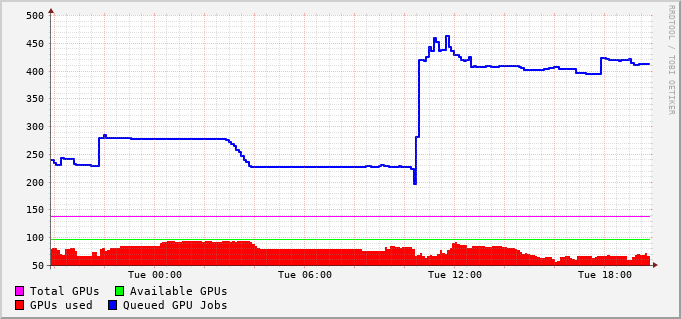 500
450
400
350
300
250
200
150
100
50
Tue 00:00 Tue 06:00 Tue 12:00 Tue 18:00
Total GPUs Available GPUs
GPUs used Queued GPU Jobs
RRDTOOL / TOBI OETIKER